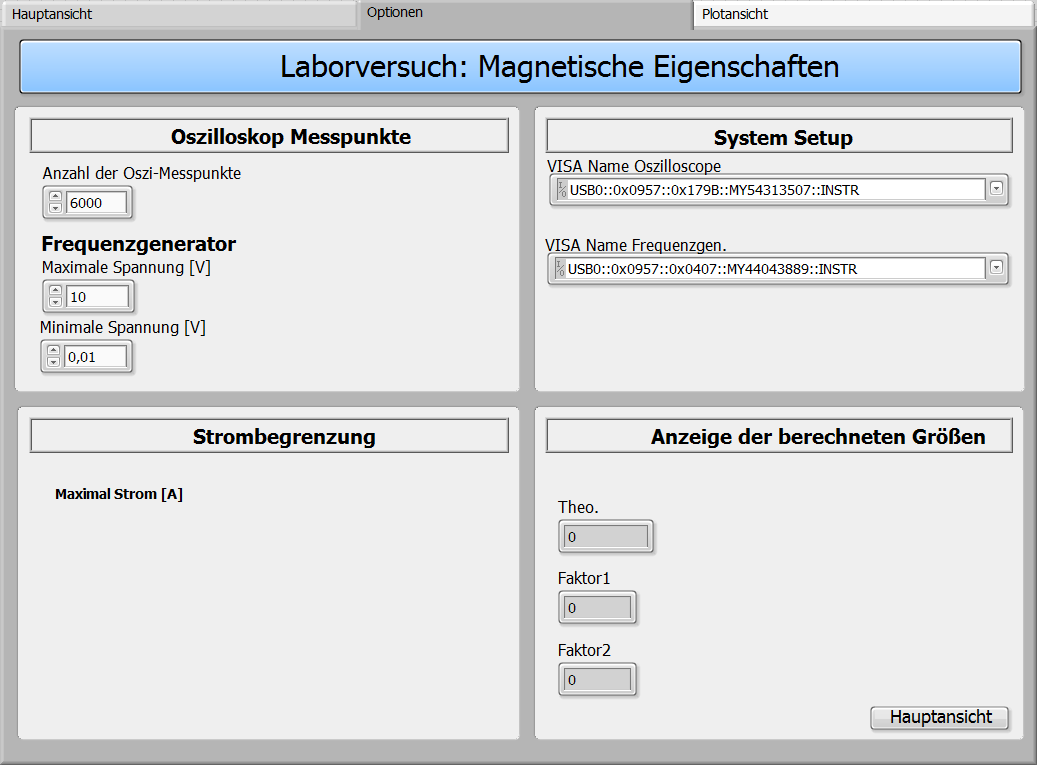 Hauptansicht
Optionen
Plotansicht
Laborversuch: Magnetische Eigenschaften
Oszilloskop Messpunkte
Anzahl der Oszi-Messpunkte
6000
Frequenzgenerator
Maximale Spannung [V]
10
Minimale Spannung [V]
0,01
System Setup
VISA Name Oszilloscope
USB0::0x0957::0x179B::MY54313507::INSTR
VISA Name Frequenzgen.
USB0::0x0957::0x0407::MY44043889::INSTR
Strombegrenzung
Maximal Strom [A]
Anzeige der berechneten Größen
Theo.
0
Faktor1
0
Faktor2
0
Hauptansicht